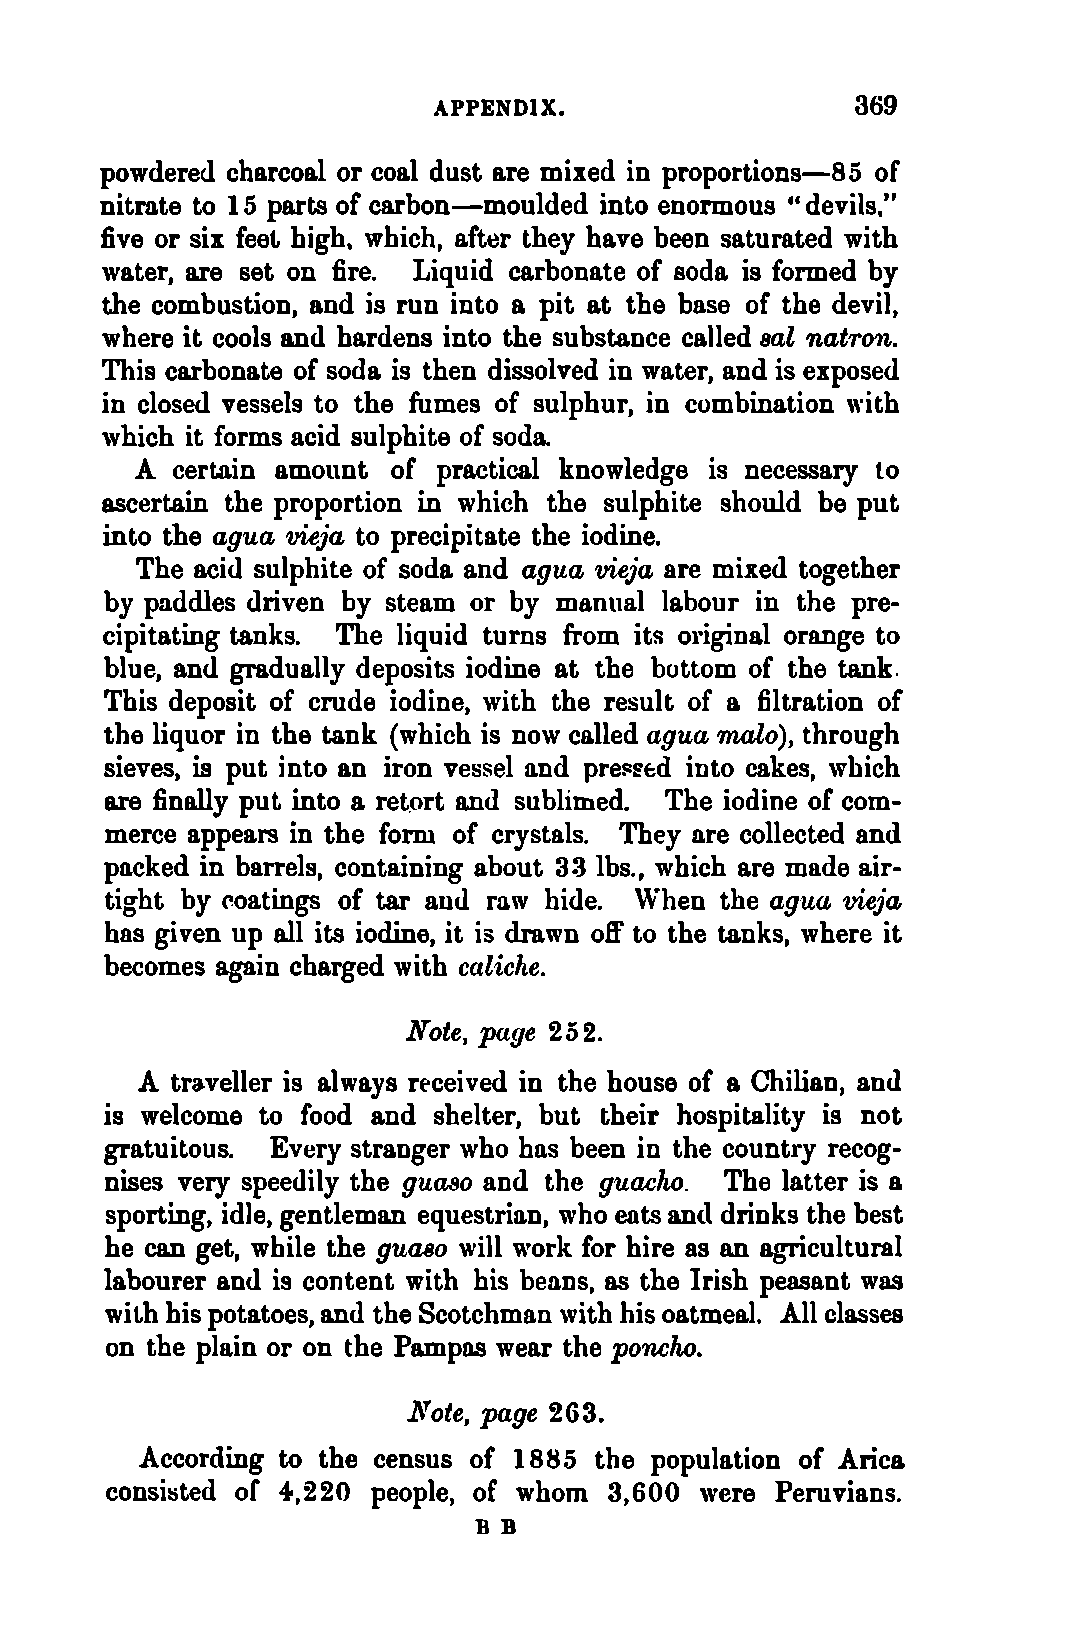 APPENDIX. 369
powdered charcoal or coal dust are mixed in proportions—85 of
nitrate to 15 parts of carbon—moulded into enormous "devils,"
five or six feet high, which, after they have been saturated with
water, are set on fire. Liquid carbonate of soda is formed by
the combustion, and is run into a pit at the base of the devil,
where it cools and hardens into the substance called sal natron.
This carbonate of soda is then dissolved in water, and is exposed
in closed vessels to the fumes of sulphur, in combination with
which it forms acid sulphite of soda.
A certain amount of practical knowledge is necessary to
ascertain the proportion in which the sulphite should be put
into the agua vieja to precipitate the iodine.
The acid sulphite of soda and agua vieja are mixed together
by paddles driven by steam or by manual labour in the pre-
cipitating tanks. The liquid turns from its original orange to
blue, and gradually deposits iodine at the bottom of the tank.
This deposit of crude iodine, with the result of a filtration of
the liquor in the tank (which is now called agua malo), through
sieves, is put into an iron vessel and pressed into cakes, which
are finally put into a retort and sublimed. The iodine of com-
merce appears in the form of crystals. They are collected and
packed in barrels, containing about 33 lbs., which are made air-
tight by coatings of tar and raw hide. When the agua vieja
has given up all its iodine, it is drawn off to the tanks, where it
becomes again charged with caliche.
Note, page 252.
A traveller is always received in the house of a Chilian, and
is welcome to food and shelter, but their hospitality is not
gratuitous. Every stranger who has been in the country recog-
nises very speedily the guaso and the guacho. The latter is a
sporting, idle, gentleman equestrian, who eats and drinks the best
he can get, while the guaso will work for hire as an agricultural
labourer and is content with his beans, as the Irish peasant was
with his potatoes, and the Scotchman with his oatmeal. All classes
on the plain or on the Pampas wear the poncho.
Note, page 263.
According to the census of 1885 the population of Arica
consisted of 4,220 people, of whom 3,600 were Peruvians.
B B